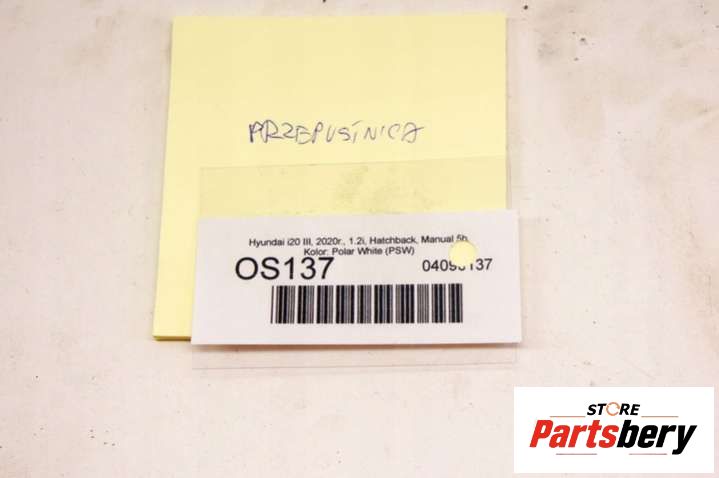 PRZEPUSTNICA
Hyundai i20 III, 2020r., 1.2i, Hatchback, Manual 5b,
Kolor: Polar White (PSW)
OS137
STORE
Partsbery